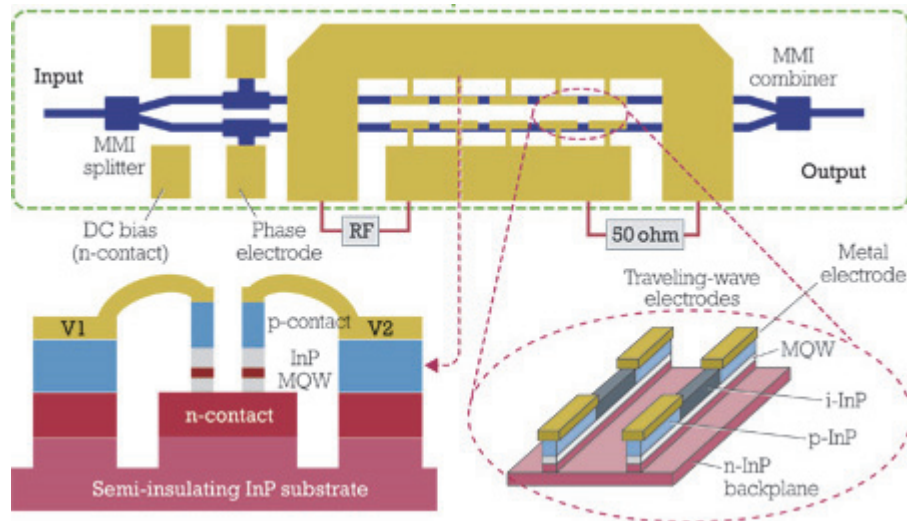 Input
MMI
splitter
DC bias
(n-contact)
Phase
electrode
RF
50 ohm
MMI
combiner
Output
V1
p-contact
V2
InP
MQW
n-contact
Semi-insulating InP substrate
Traveling-wave
electrodes
Metal
electrode
MQW
i-InP
p-InP
n-InP
backplane